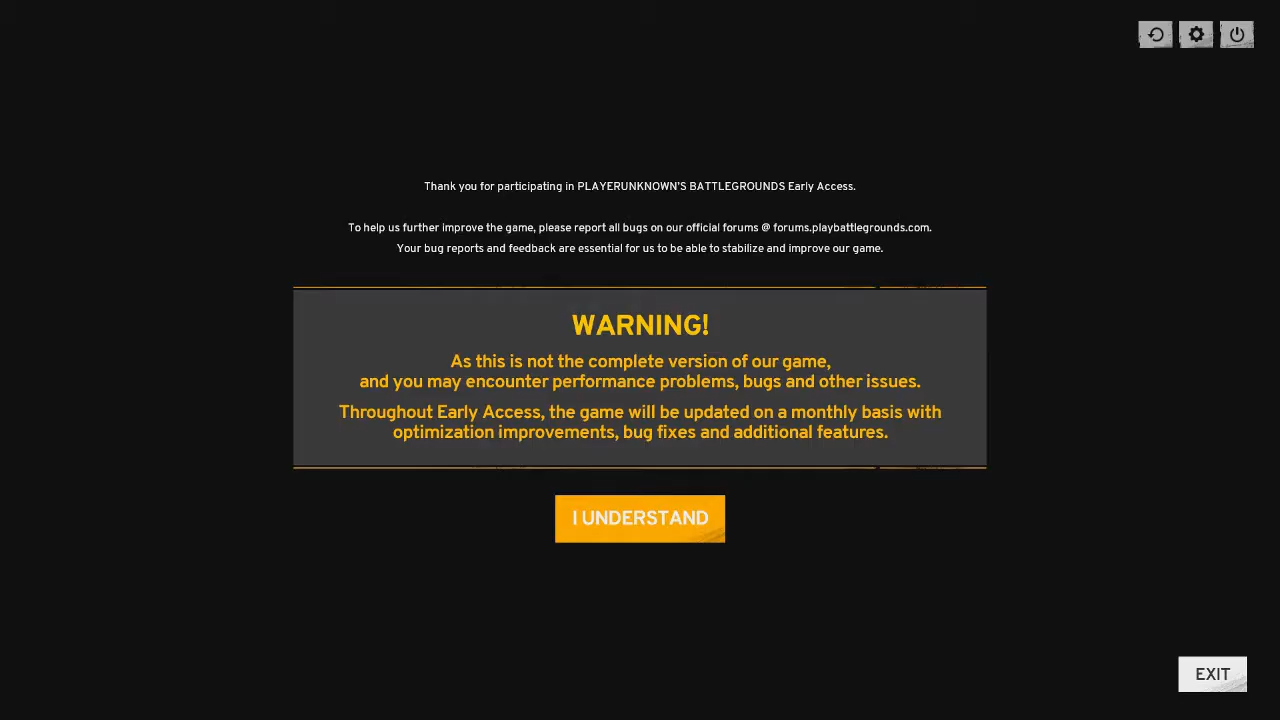 Thank you for participating in PLAYERUNKNOWN'S BATTLEGROUNDS Early Access.
To help us further improve the game, please report all bugs on our official forums @ forums.playbattlegrounds.com.
Your bug reports and feedback are essential for us to be able to stabilize and improve our game.
WARNING!
As this is not the complete version of our game,
and you may encounter performance problems, bugs and other issues.
Throughout Early Access, the game will be updated on a monthly basis with
optimization improvements, bug fixes and additional features.
I UNDERSTAND
EXIT